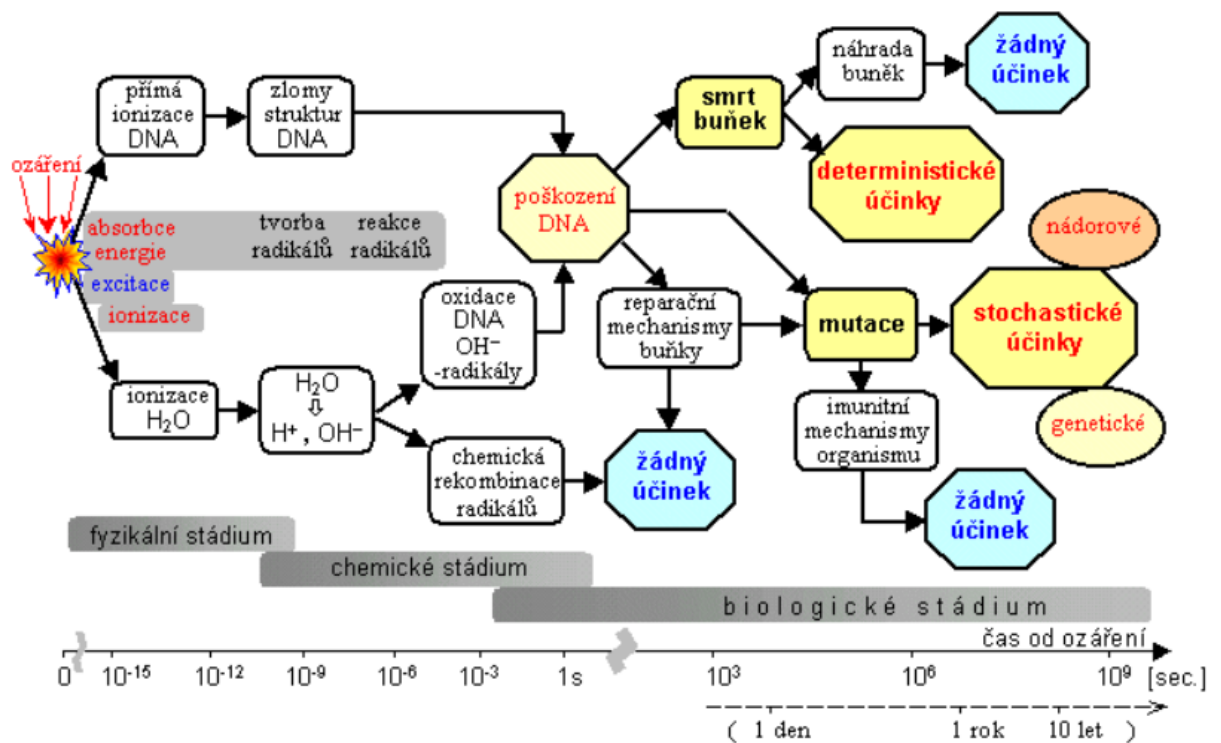 přímá
ionizace
DNA
zlomy
struktur
DNA
smrt
buňek
náhrada
buněk
žádný
účinek
ozáření
poškození
DNA
deterministické
účinky
absorbce
energie
tvorba
radikálů
reakce
radikálů
excitace
ionizace
nádorové
oxidace
DNA
OH⁻
-radikály
reparační
mechanismy
buňky
mutace
stochastické
účinky
ionizace
H₂O
H₂O
⇩
H⁺, OH⁻
chemická
rekombinace
radikálů
žádný
účinek
imunitní
mechanismy
organismu
genetické
žádný
účinek
fyzikální stádium
chemické stádium
biologické stádium
čas od ozáření
0 10⁻¹⁵ 10⁻¹² 10⁻⁹ 10⁻⁶ 10⁻³ 1s 10³ 10⁶ 10⁹ [sec.]
( 1 den 1 rok 10 let )